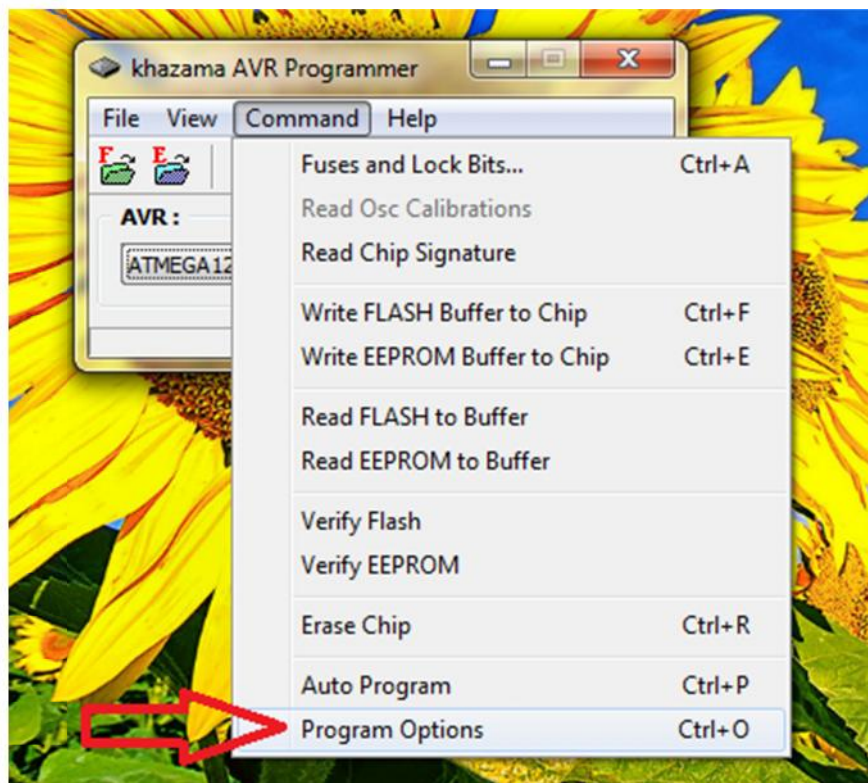 khazama AVR Programmer
File View Command Help
F E
AVR :
ATMEGA12
Fuses and Lock Bits... Ctrl+A
Read Osc Calibrations
Read Chip Signature
Write FLASH Buffer to Chip Ctrl+F
Write EEPROM Buffer to Chip Ctrl+E
Read FLASH to Buffer
Read EEPROM to Buffer
Verify Flash
Verify EEPROM
Erase Chip Ctrl+R
Auto Program Ctrl+P
Program Options Ctrl+O